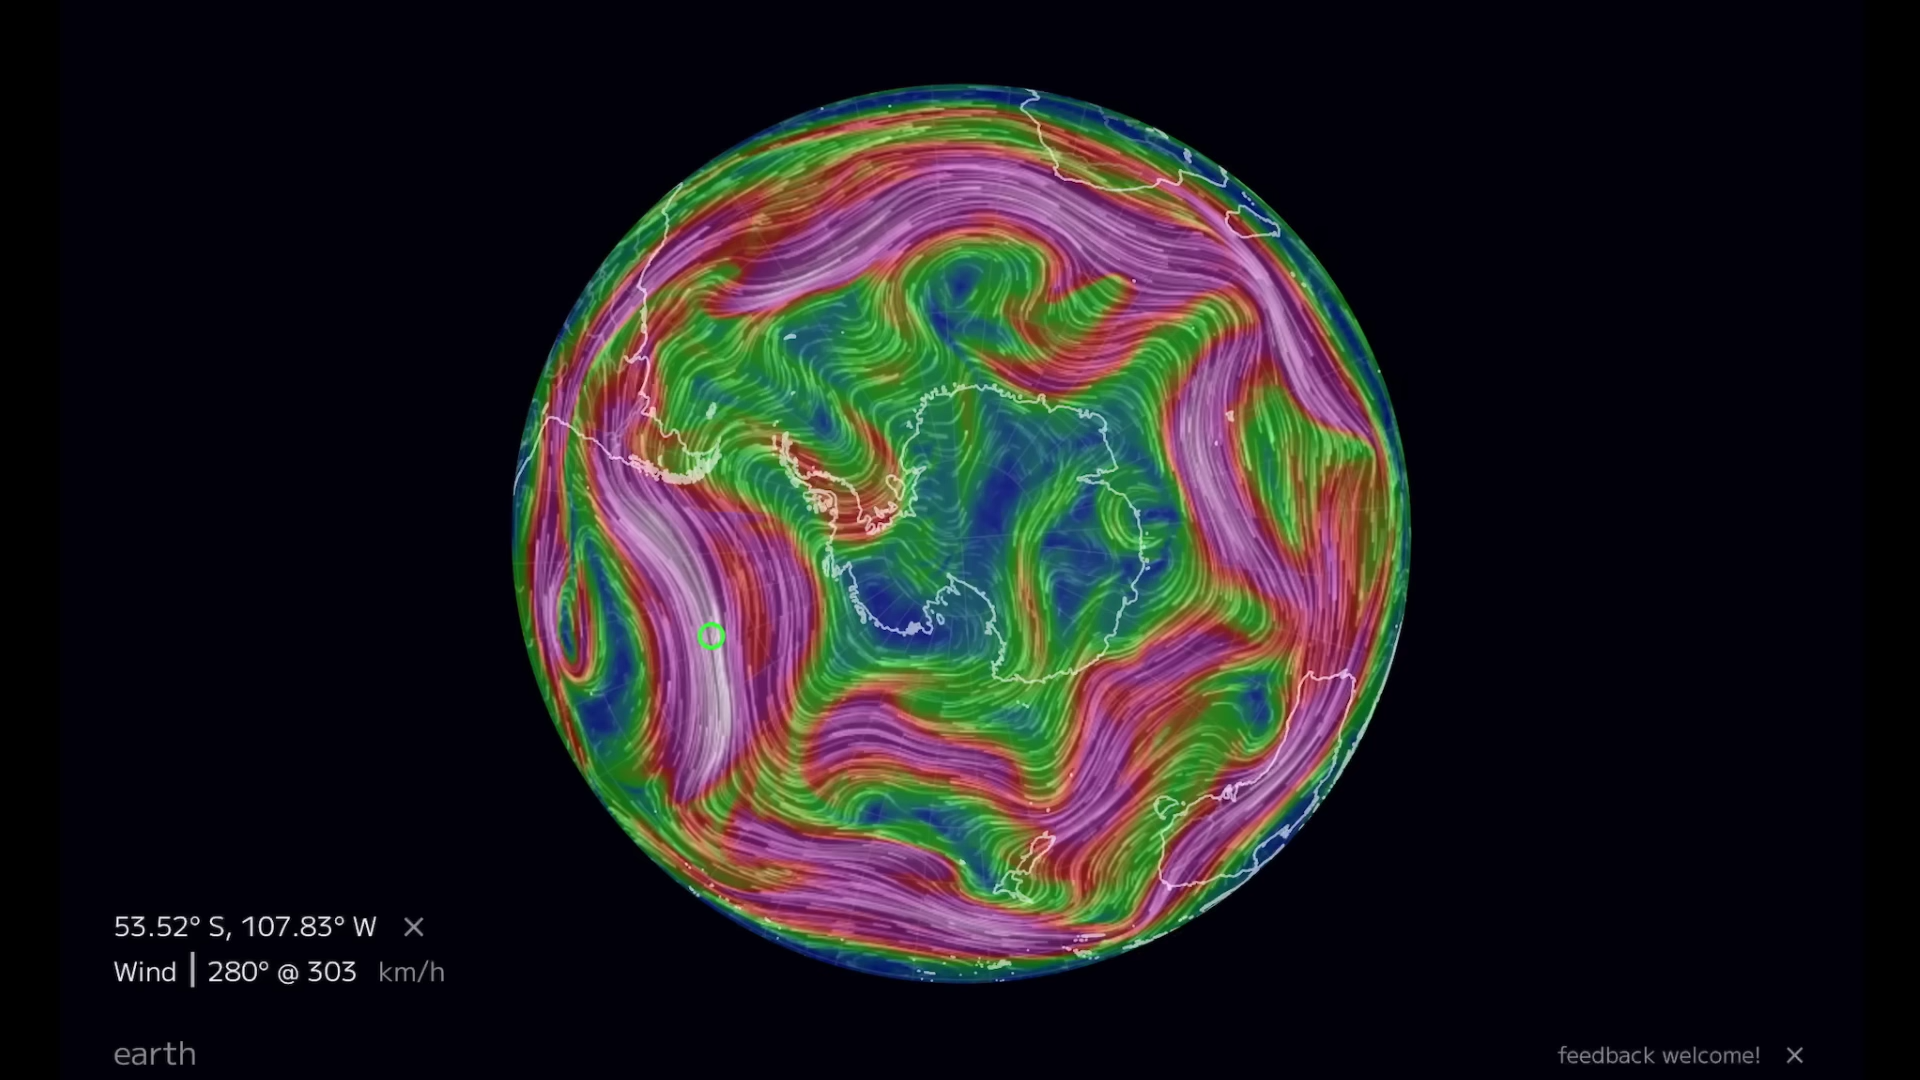 53.52° S, 107.83° W ✕
Wind | 280° @ 303 km/h
earth
feedback welcome! ✕